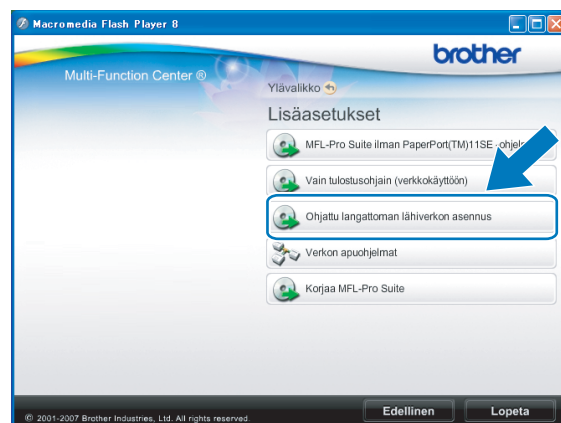 Macromedia Flash Player 8
brother
Multi-Function Center ®
Ylävalikko
Lisäasetukset
MFL-Pro Suite ilman PaperPort(TM)11SE
Vain tulostusohjain (verkkokäyttöön)
Ohjattu langattoman lähiverkon asennus
Verkon apuohjelmat
Korjaa MFL-Pro Suite
© 2001-2007 Brother Industries, Ltd. All rights reserved.
Edellinen
Lopeta